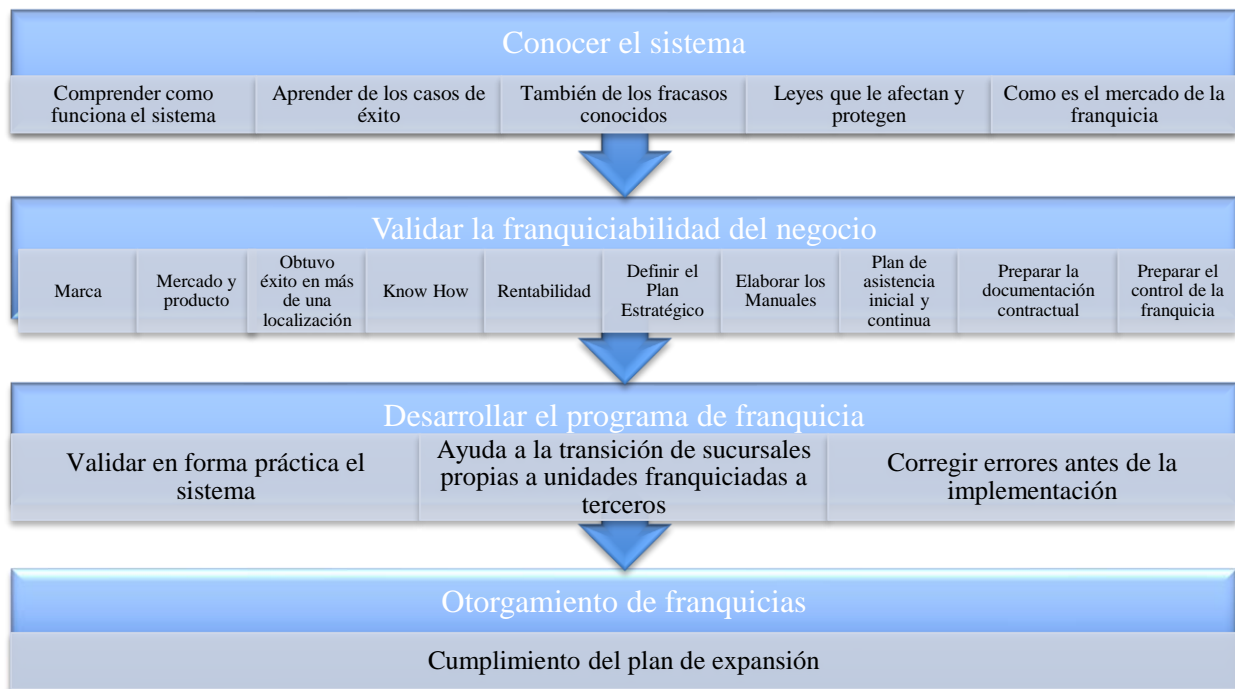 Conocer el sistema
Comprender como
funciona el sistema
Aprender de los casos de
éxito
También de los fracasos
conocidos
Leyes que le afectan y
protegen
Como es el mercado de la
franquicia
Validar la franquiciabilidad del negocio
Marca
Mercado y
producto
Obtuvo
éxito en más
de una
localización
Know How
Rentabilidad
Definir el
Plan
Estratégico
Elaborar los
Manuales
Plan de
asistencia
inicial y
continua
Preparar la
documentación
contractual
Preparar el
control de la
franquicia
Desarrollar el programa de franquicia
Validar en forma práctica el
sistema
Ayuda a la transición de sucursales
propias a unidades franquiciadas a
terceros
Corregir errores antes de la
implementación
Otorgamiento de franquicias
Cumplimiento del plan de expansión